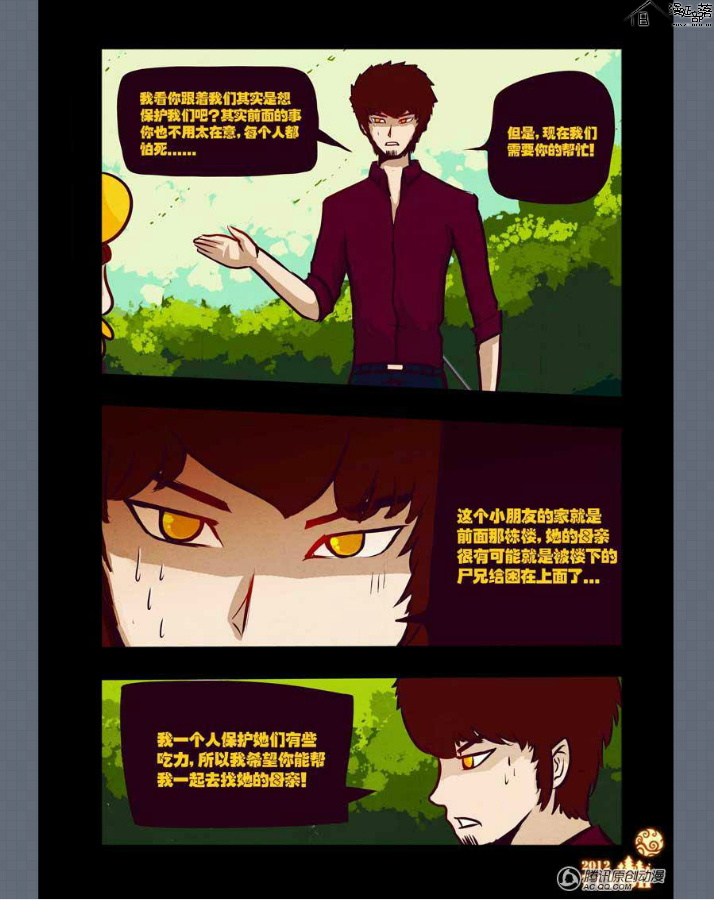 我看你跟着我们其实是想
保护我们吧？其实前面的事
你也不用太在意，每个人都
怕死……
但是，现在我们
需要你的帮忙！
这个小朋友的家就是
前面那栋楼，她的母亲
很有可能就是被楼下的
尸兄给困在上面了...
我一个人保护她们有些
吃力，所以我希望你能帮
我一起去找她的母亲！
2012
腾讯原创动漫
AC.QQ.COM